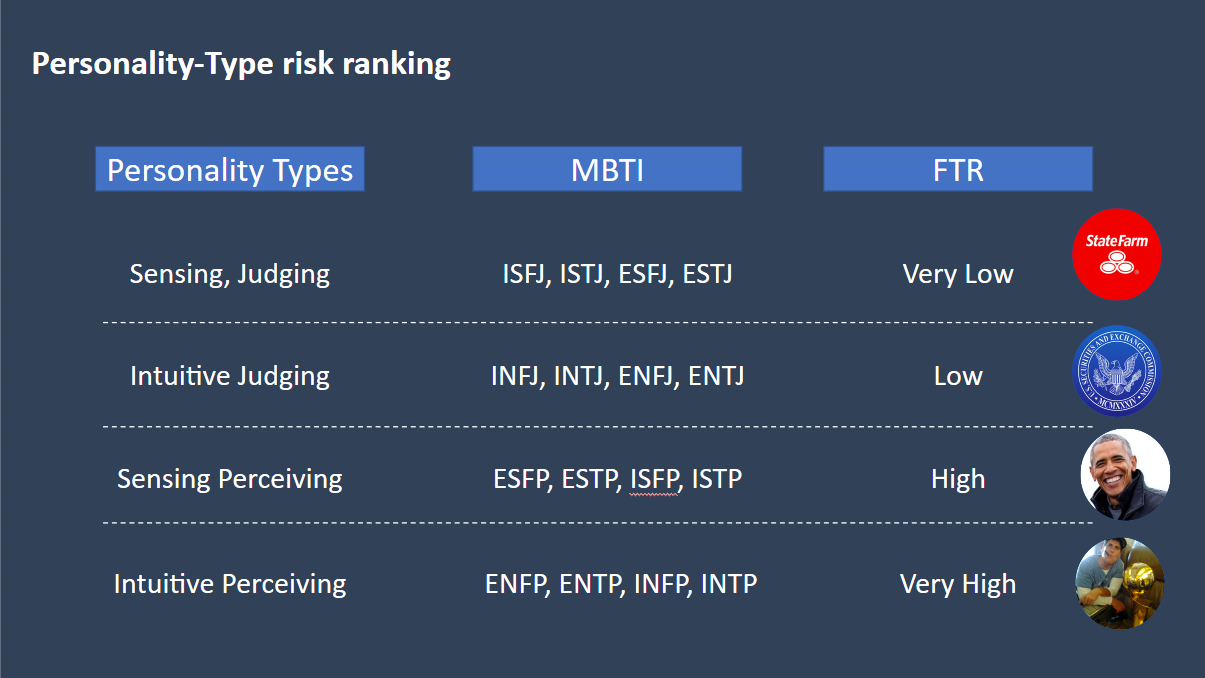 Personality-Type risk ranking
Personality Types MBTI FTR
StateFarm
Sensing, Judging ISFJ, ISTJ, ESFJ, ESTJ Very Low
U.S. SECURITIES AND EXCHANGE COMMISSION
MCMXXXIV
Intuitive Judging INFJ, INTJ, ENFJ, ENTJ Low
Sensing Perceiving ESFP, ESTP, ISFP, ISTP High
Intuitive Perceiving ENFP, ENTP, INFP, INTP Very High